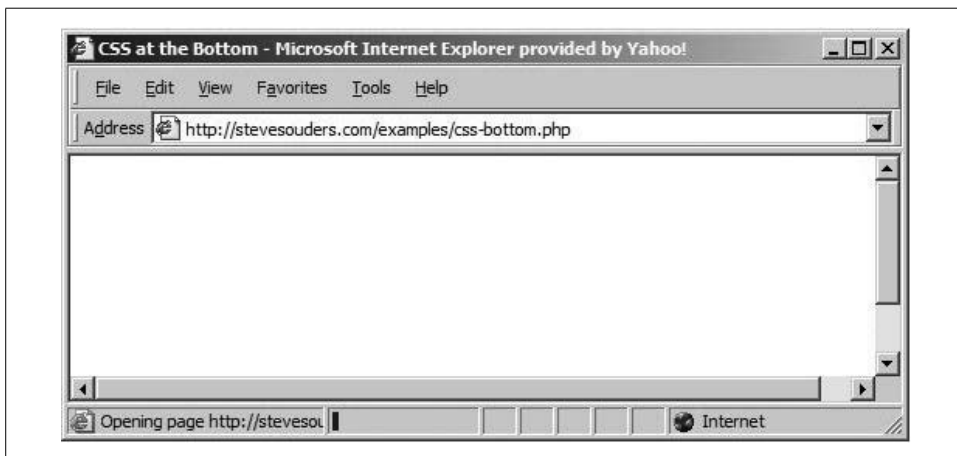 CSS at the Bottom - Microsoft Internet Explorer provided by Yahoo!
File Edit View Favorites Tools Help
Address http://stevesouders.com/examples/css-bottom.php
Opening page http://stevesou Internet